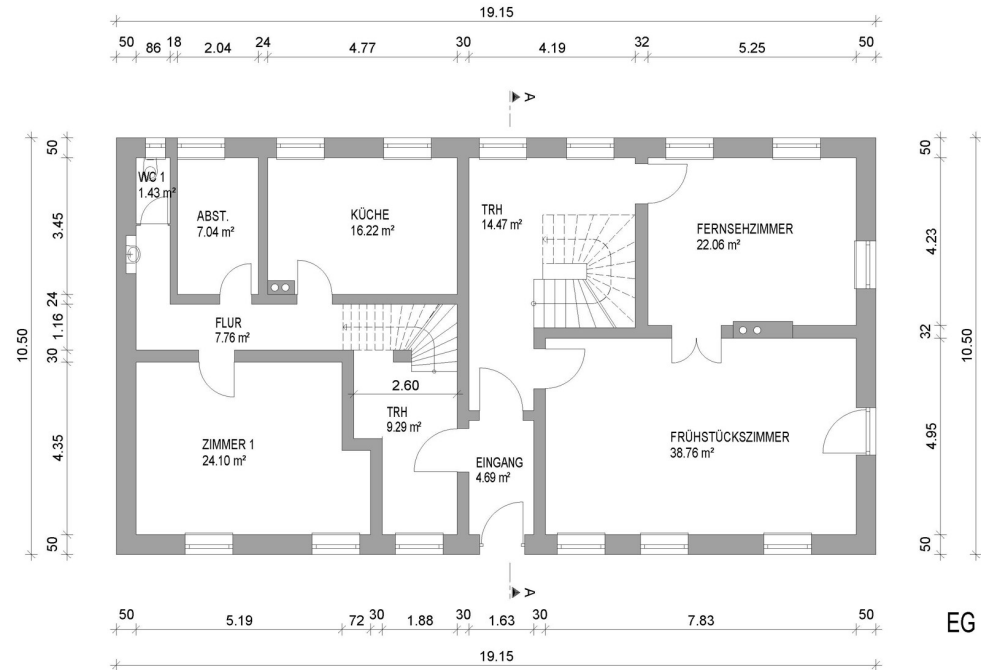 19.15
50 86 18 2.04 24 4.77 30 4.19 32 5.25 50
A
50 3.45 24 1.16 30 4.35 50
10.50
WC 1
1.43 m²
ABST.
7.04 m²
KÜCHE
16.22 m²
TRH
14.47 m²
FERNSEHZIMMER
22.06 m²
FLUR
7.76 m²
2.60
TRH
9.29 m²
ZIMMER 1
24.10 m²
EINGANG
4.69 m²
FRÜHSTÜCKSZIMMER
38.76 m²
50 4.23 32 4.95 50
10.50
A
50 5.19 72 30 1.88 30 1.63 30 7.83 50
19.15
EG